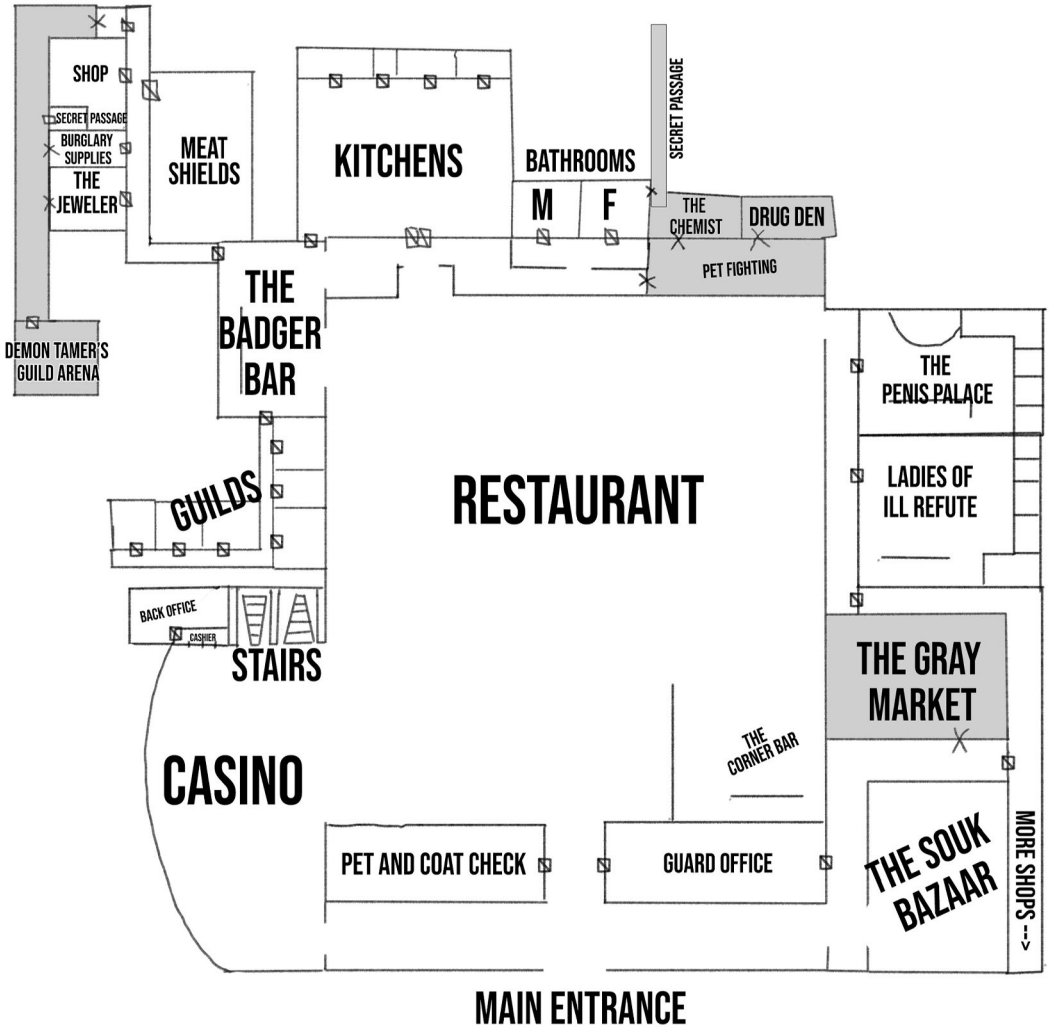 SHOP
SECRET PASSAGE
BURGLARY
SUPPLIES
THE
JEWELER
DEMON TAMER'S
GUILD ARENA
MEAT
SHIELDS
KITCHENS
BATHROOMS
M
F
SECRET PASSAGE
THE
CHEMIST
DRUG DEN
PET FIGHTING
THE
BADGER
BAR
THE
PENIS PALACE
LADIES OF
ILL REFUTE
GUILDS
RESTAURANT
BACK OFFICE
CASHIER
STAIRS
THE GRAY
MARKET
THE
CORNER BAR
CASINO
PET AND COAT CHECK
GUARD OFFICE
THE SOUK
BAZAAR
MORE SHOPS -->
MAIN ENTRANCE